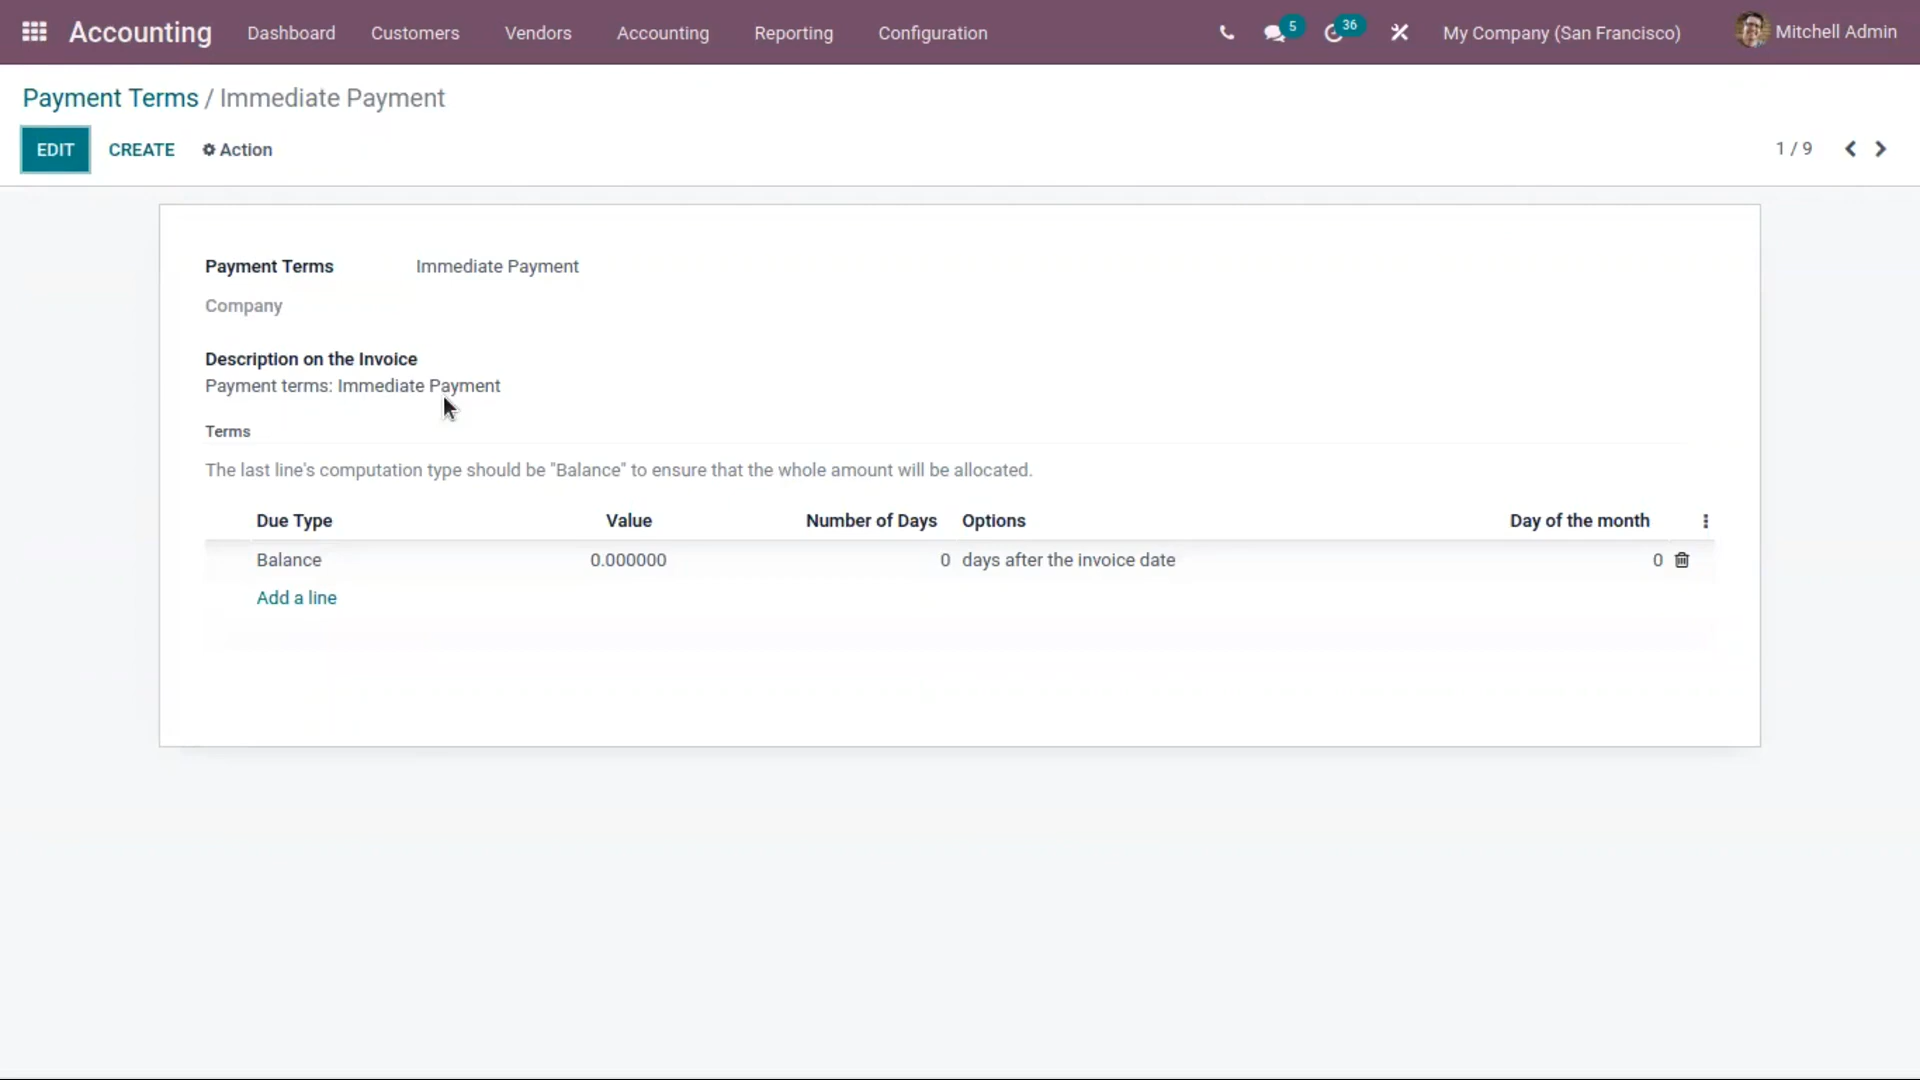 Accounting Dashboard Customers Vendors Accounting Reporting Configuration 5 36 My Company (San Francisco) Mitchell Admin
Payment Terms / Immediate Payment
EDIT CREATE Action 1 / 9
Payment Terms Immediate Payment
Company
Description on the Invoice
Payment terms: Immediate Payment
Terms
The last line's computation type should be "Balance" to ensure that the whole amount will be allocated.
Due Type Value Number of Days Options Day of the month
Balance 0.000000 0 days after the invoice date 0
Add a line